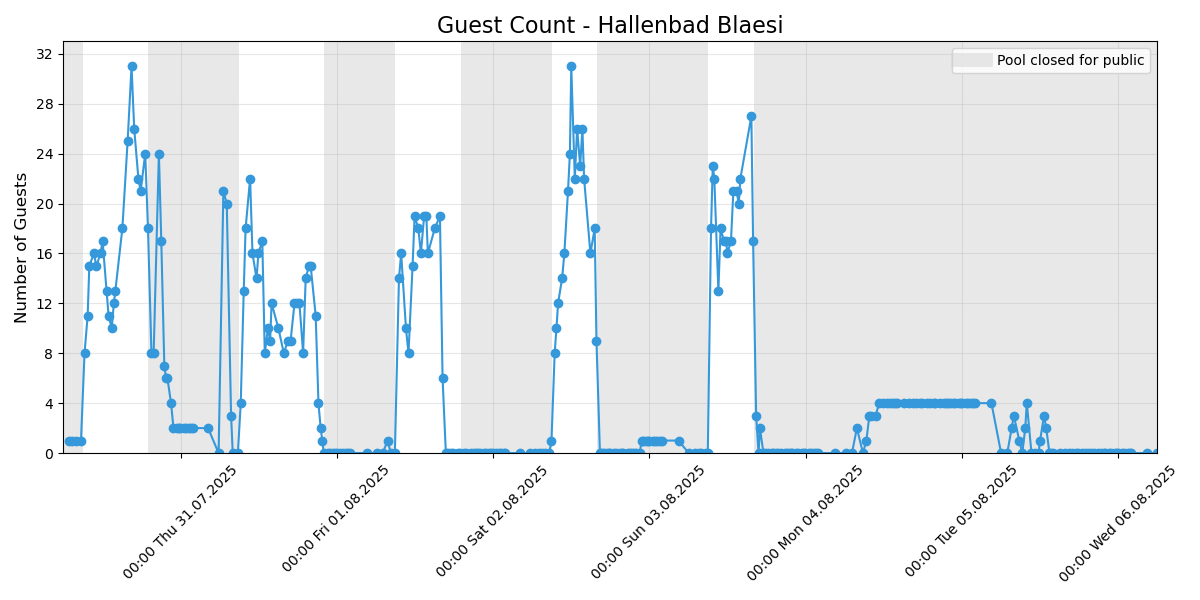 Guest Count - Hallenbad Blaesi
Pool closed for public
Number of Guests
32
28
24
20
16
12
8
4
0
00:00 Thu 31.07.2025
00:00 Fri 01.08.2025
00:00 Sat 02.08.2025
00:00 Sun 03.08.2025
00:00 Mon 04.08.2025
00:00 Tue 05.08.2025
00:00 Wed 06.08.2025